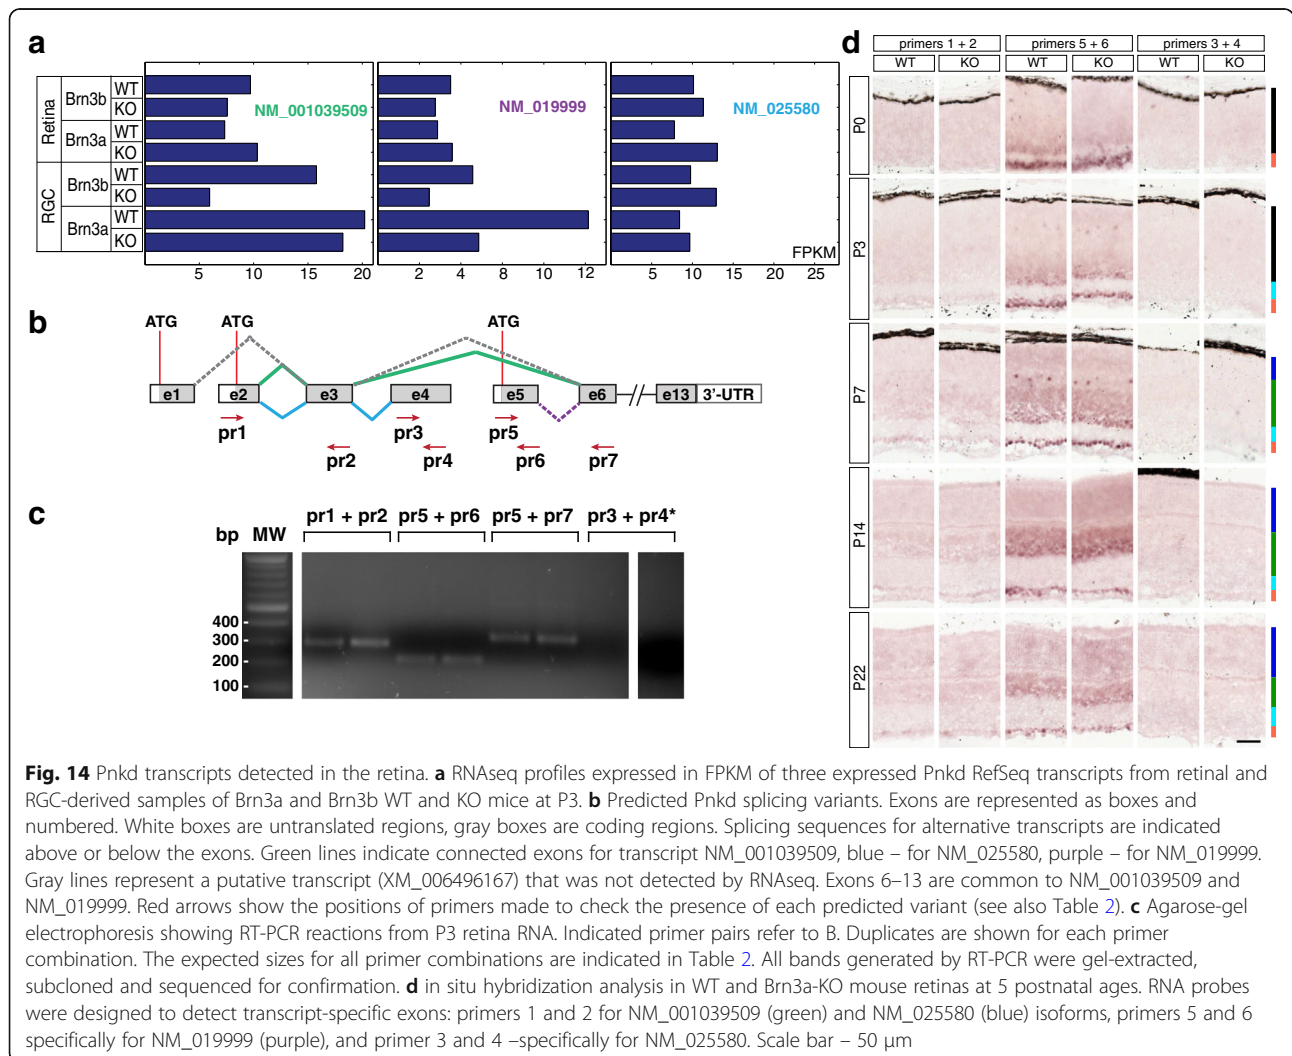 a
Retina
RGC
Brn3b
Brn3a
Brn3b
Brn3a
WT
KO
WT
KO
WT
KO
WT
KO
NM_001039509
NM_019999
NM_025580
FPKM
5 10 15 20
2 4 6 8 10 12
5 10 15 20 25
b
ATG ATG ATG
e1 e2 e3 e4 e5 e6 e13 3'-UTR
pr1 pr3 pr5
pr2 pr4 pr6 pr7
c
pr1 + pr2 pr5 + pr6 pr5 + pr7 pr3 + pr4*
bp MW
400
300
200
100
d
primers 1 + 2 primers 5 + 6 primers 3 + 4
WT KO WT KO WT KO
P0
P3
P7
P14
P22
Fig. 14 Pnkd transcripts detected in the retina. a RNAseq profiles expressed in FPKM of three expressed Pnkd RefSeq transcripts from retinal and
RGC-derived samples of Brn3a and Brn3b WT and KO mice at P3. b Predicted Pnkd splicing variants. Exons are represented as boxes and
numbered. White boxes are untranslated regions, gray boxes are coding regions. Splicing sequences for alternative transcripts are indicated
above or below the exons. Green lines indicate connected exons for transcript NM_001039509, blue – for NM_025580, purple – for NM_019999.
Gray lines represent a putative transcript (XM_006496167) that was not detected by RNAseq. Exons 6–13 are common to NM_001039509 and
NM_019999. Red arrows show the positions of primers made to check the presence of each predicted variant (see also Table 2). c Agarose-gel
electrophoresis showing RT-PCR reactions from P3 retina RNA. Indicated primer pairs refer to B. Duplicates are shown for each primer
combination. The expected sizes for all primer combinations are indicated in Table 2. All bands generated by RT-PCR were gel-extracted,
subcloned and sequenced for confirmation. d in situ hybridization analysis in WT and Brn3a-KO mouse retinas at 5 postnatal ages. RNA probes
were designed to detect transcript-specific exons: primers 1 and 2 for NM_001039509 (green) and NM_025580 (blue) isoforms, primers 5 and 6
specifically for NM_019999 (purple), and primer 3 and 4 –specifically for NM_025580. Scale bar – 50 μm